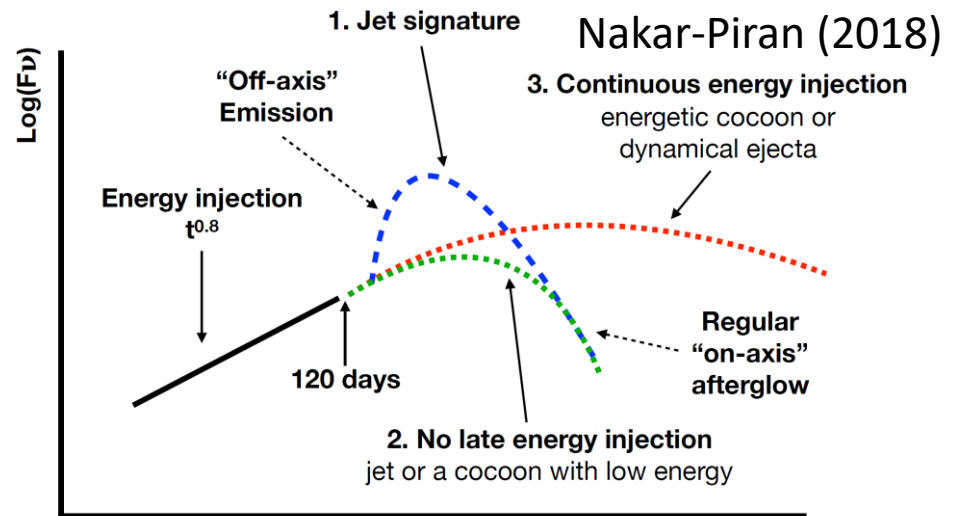 1. Jet signature
Nakar-Piran (2018)
Log(Fν)
“Off-axis”
Emission
3. Continuous energy injection
energetic cocoon or
dynamical ejecta
Energy injection
t0.8
120 days
Regular
“on-axis”
afterglow
2. No late energy injection
jet or a cocoon with low energy